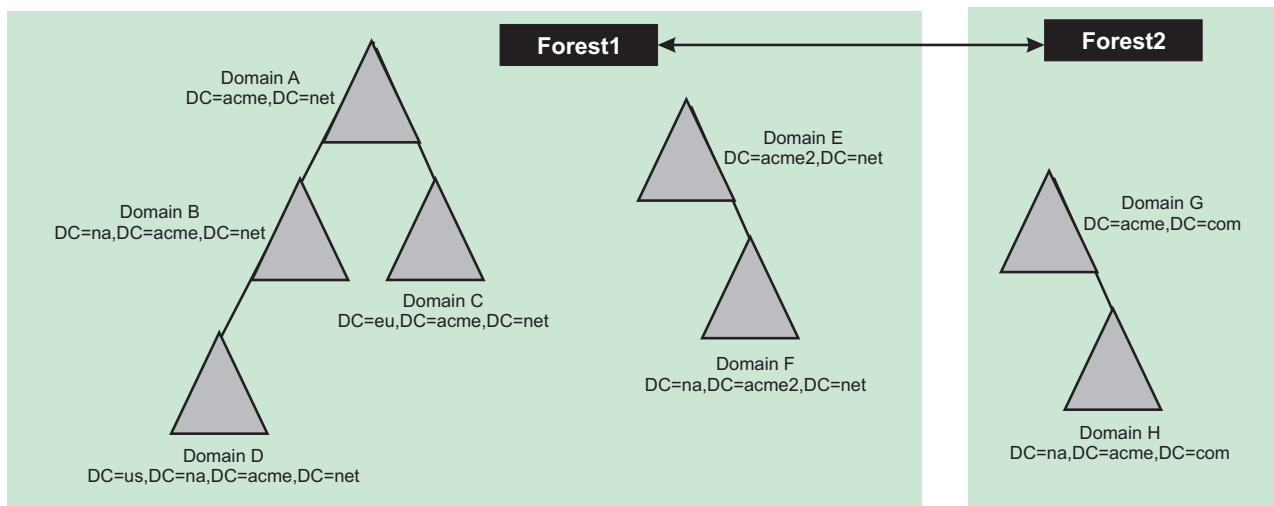 Forest1
Forest2
Domain A
DC=acme,DC=net
Domain B
DC=na,DC=acme,DC=net
Domain C
DC=eu,DC=acme,DC=net
Domain D
DC=us,DC=na,DC=acme,DC=net
Domain E
DC=acme2,DC=net
Domain F
DC=na,DC=acme2,DC=net
Domain G
DC=acme,DC=com
Domain H
DC=na,DC=acme,DC=com